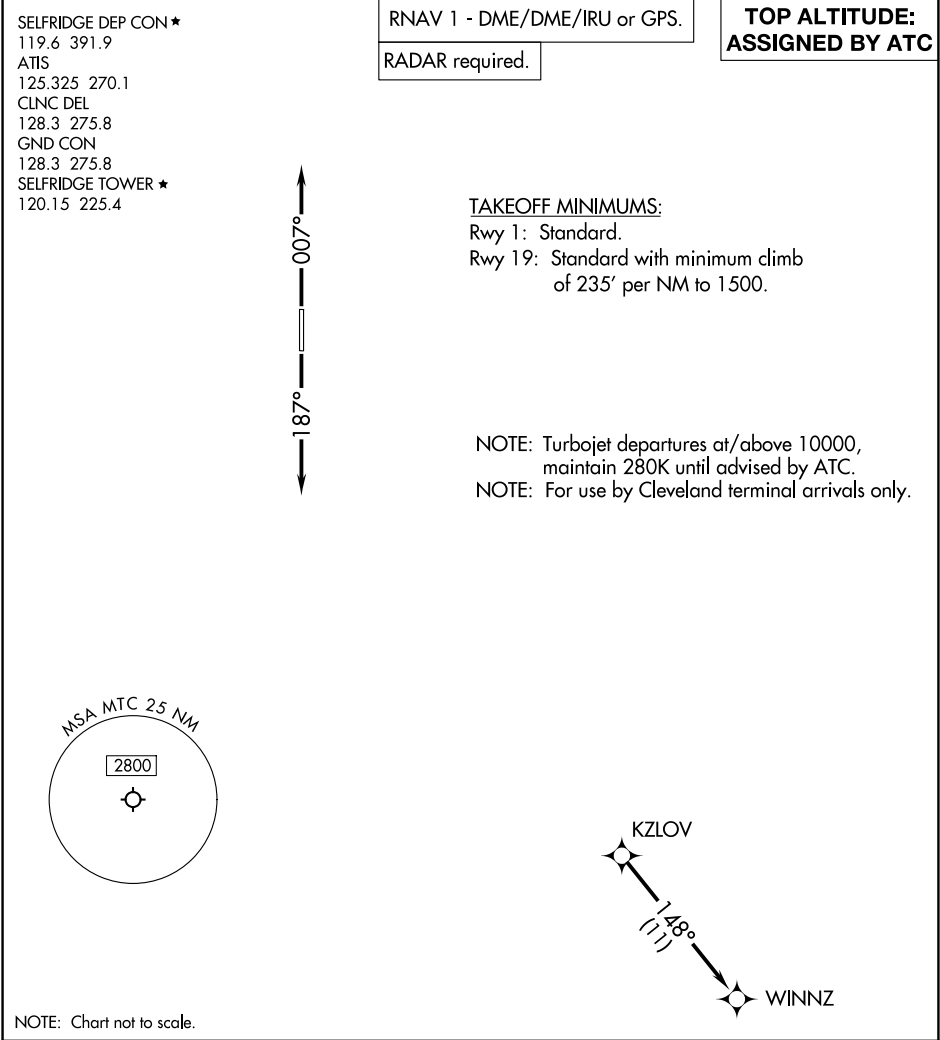 SELFRIDGE DEP CON ★
119.6 391.9
ATIS
125.325 270.1
CLNC DEL
128.3 275.8
GND CON
128.3 275.8
SELFRIDGE TOWER ★
120.15 225.4
RNAV 1 - DME/DME/IRU or GPS.
RADAR required.
TOP ALTITUDE:
ASSIGNED BY ATC
007°
187°
TAKEOFF MINIMUMS:
Rwy 1: Standard.
Rwy 19: Standard with minimum climb
of 235' per NM to 1500.
NOTE: Turbojet departures at/above 10000,
maintain 280K until advised by ATC.
NOTE: For use by Cleveland terminal arrivals only.
MSA MTC 25 NM
2800
KZLOV
148°
(11)
WINNZ
NOTE: Chart not to scale.